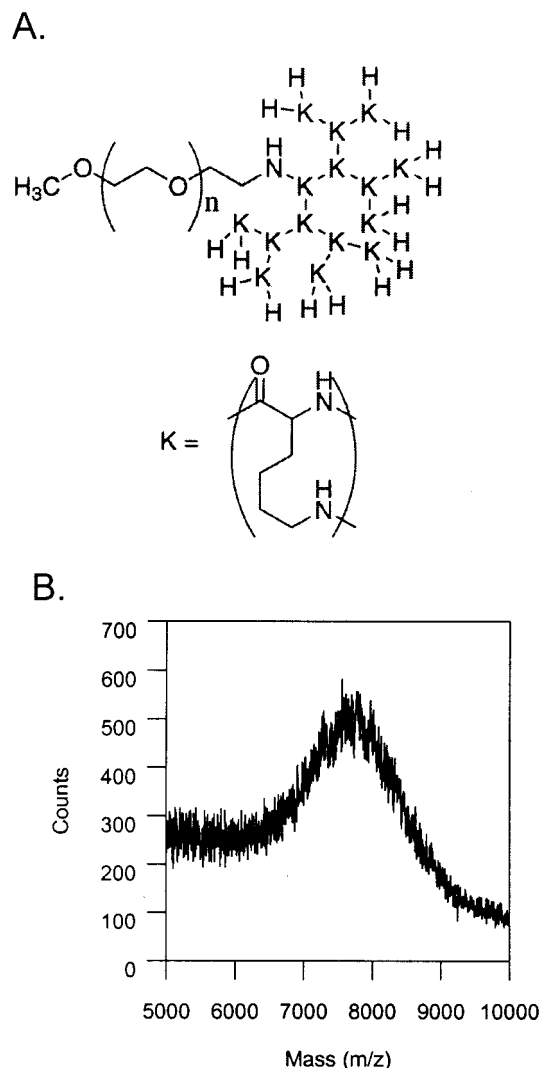 A.
H H
H K K
K H
H H
O N K K H
H₃C O n K K H
H
K K K H
H K K K H
H K K H
H H
H H H
O H
N
K =
H
N
B.
700
600
500
400
300
200
100
0
Counts
5000 6000 7000 8000 9000 10000
Mass (m/z)